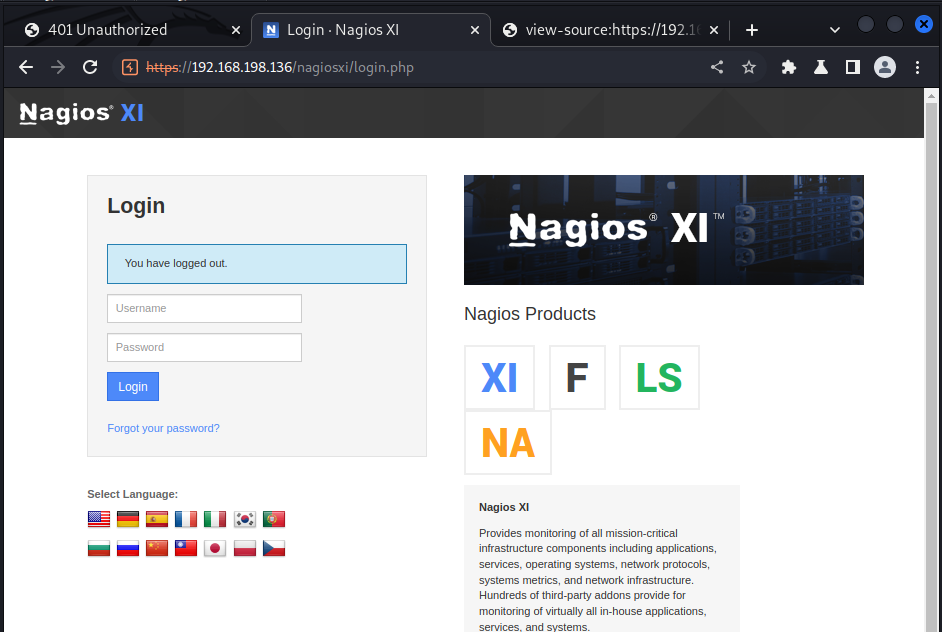 401 Unauthorized
Login · Nagios XI
view-source:https://192.16
https://192.168.198.136/nagiosxi/login.php
Nagios® XI
Login
You have logged out.
Username
Password
Login
Forgot your password?
Select Language:
Nagios® XI™
Nagios Products
XI
F
LS
NA
Nagios XI
Provides monitoring of all mission-critical
infrastructure components including applications,
services, operating systems, network protocols,
systems metrics, and network infrastructure.
Hundreds of third-party addons provide for
monitoring of virtually all in-house applications,
services, and systems.